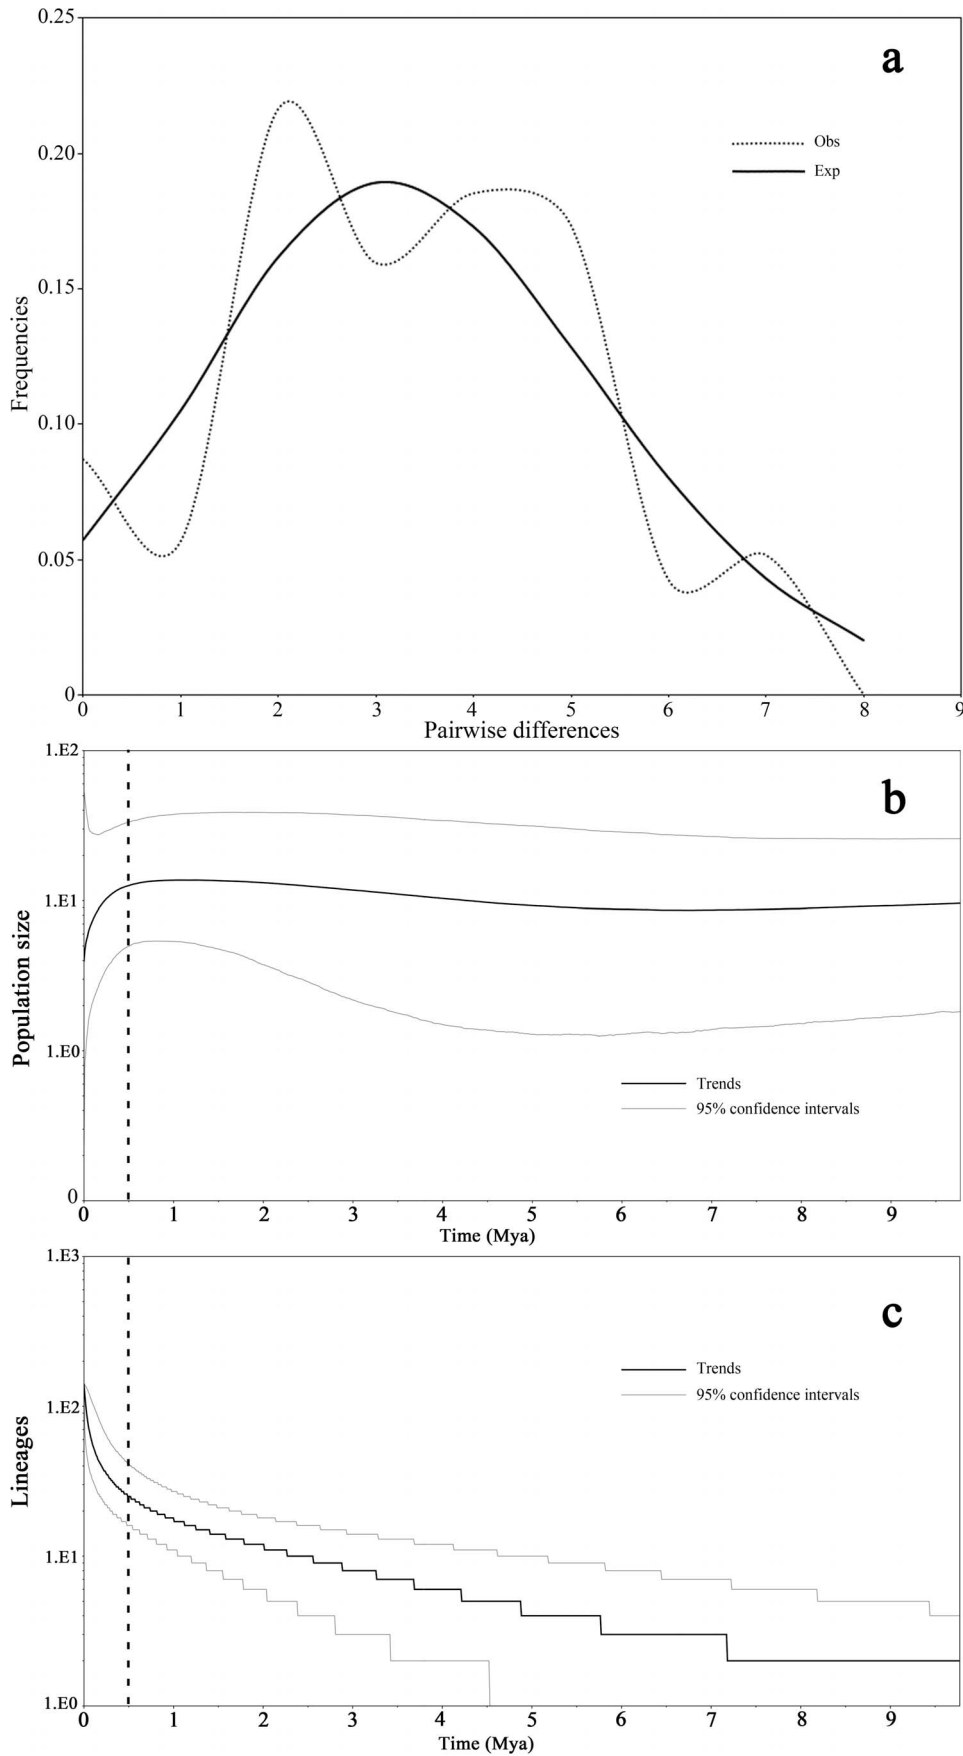 0.25
a
Obs
Exp
0.20
0.15
0.10
0.05
0
Frequencies
0 1 2 3 4 5 6 7 8 9
Pairwise differences
1.E2
b
1.E1
Population size
1.E0
Trends
95% confidence intervals
0
0 1 2 3 4 5 6 7 8 9
Time (Mya)
1.E3
c
Trends
95% confidence intervals
1.E2
Lineages
1.E1
1.E0
0 1 2 3 4 5 6 7 8 9
Time (Mya)